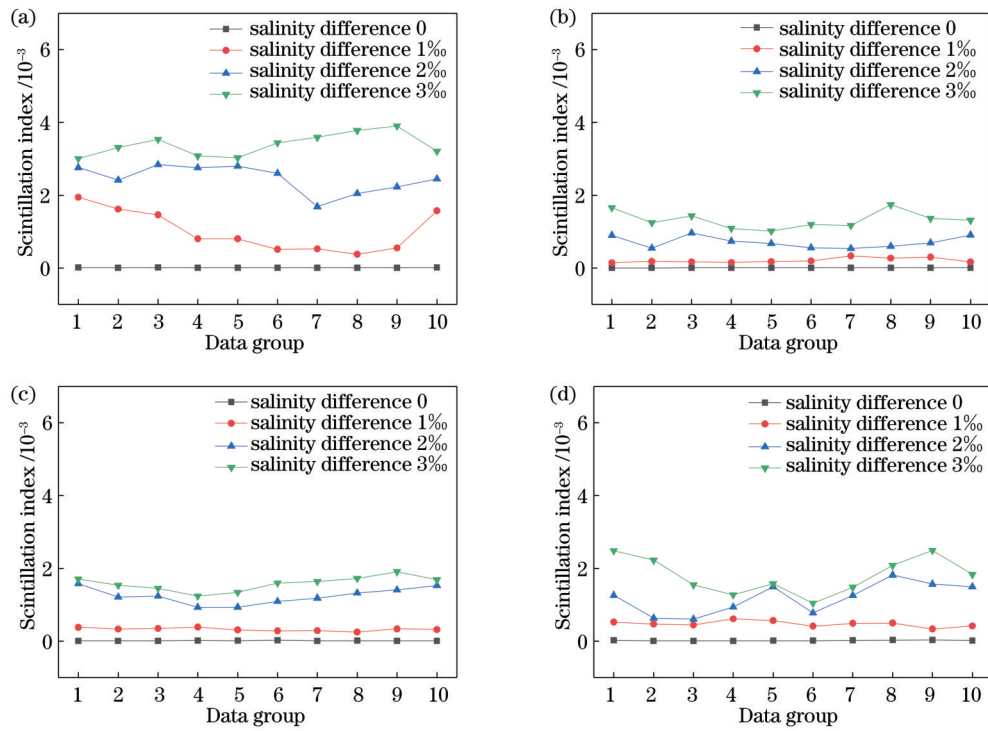 (a)
salinity difference 0
salinity difference 1‰
salinity difference 2‰
salinity difference 3‰
Scintillation index /10⁻³
6
4
2
0
1 2 3 4 5 6 7 8 9 10
Data group
(b)
salinity difference 0
salinity difference 1‰
salinity difference 2‰
salinity difference 3‰
Scintillation index /10⁻³
6
4
2
0
1 2 3 4 5 6 7 8 9 10
Data group
(c)
salinity difference 0
salinity difference 1‰
salinity difference 2‰
salinity difference 3‰
Scintillation index /10⁻³
6
4
2
0
1 2 3 4 5 6 7 8 9 10
Data group
(d)
salinity difference 0
salinity difference 1‰
salinity difference 2‰
salinity difference 3‰
Scintillation index /10⁻³
6
4
2
0
1 2 3 4 5 6 7 8 9 10
Data group